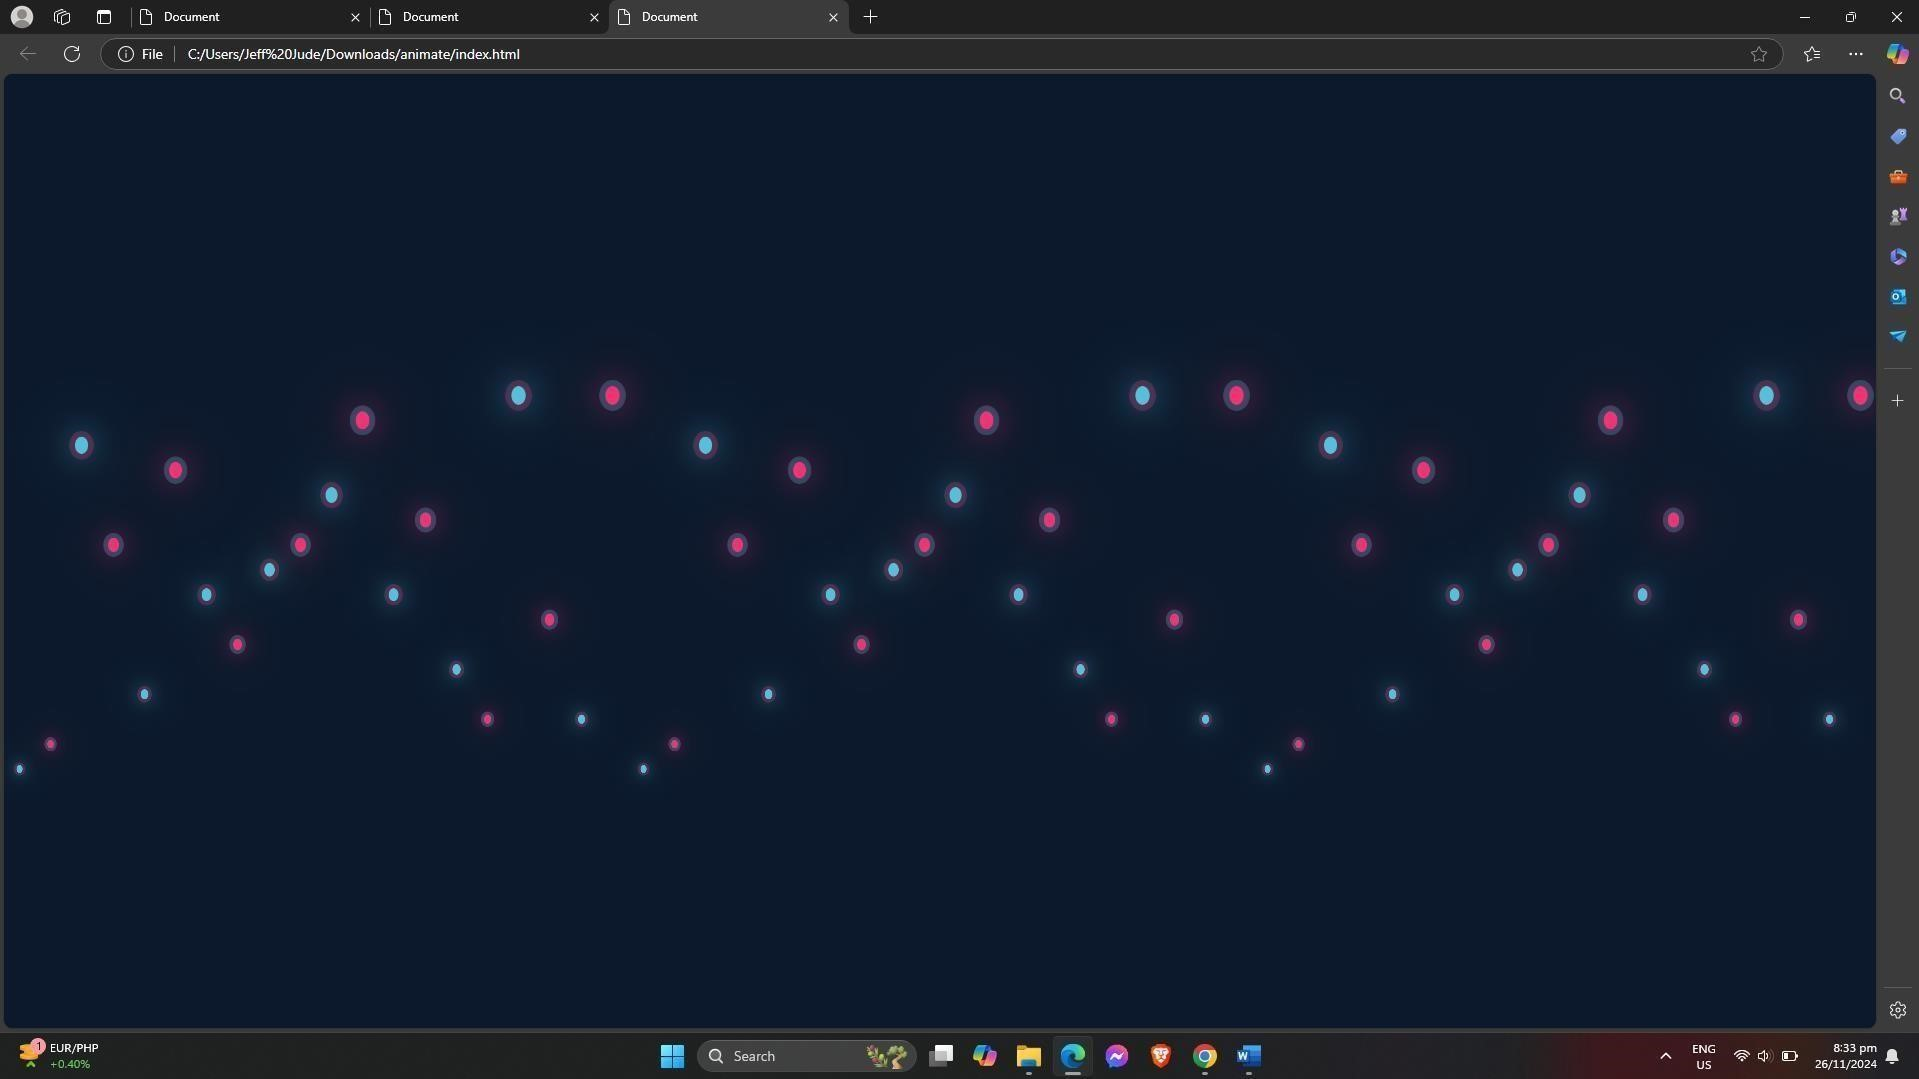 Document
Document
Document
File
C:/Users/Jeff%20Jude/Downloads/animate/index.html
1
EUR/PHP
+0.40%
Search
ENG
US
8:33 pm
26/11/2024